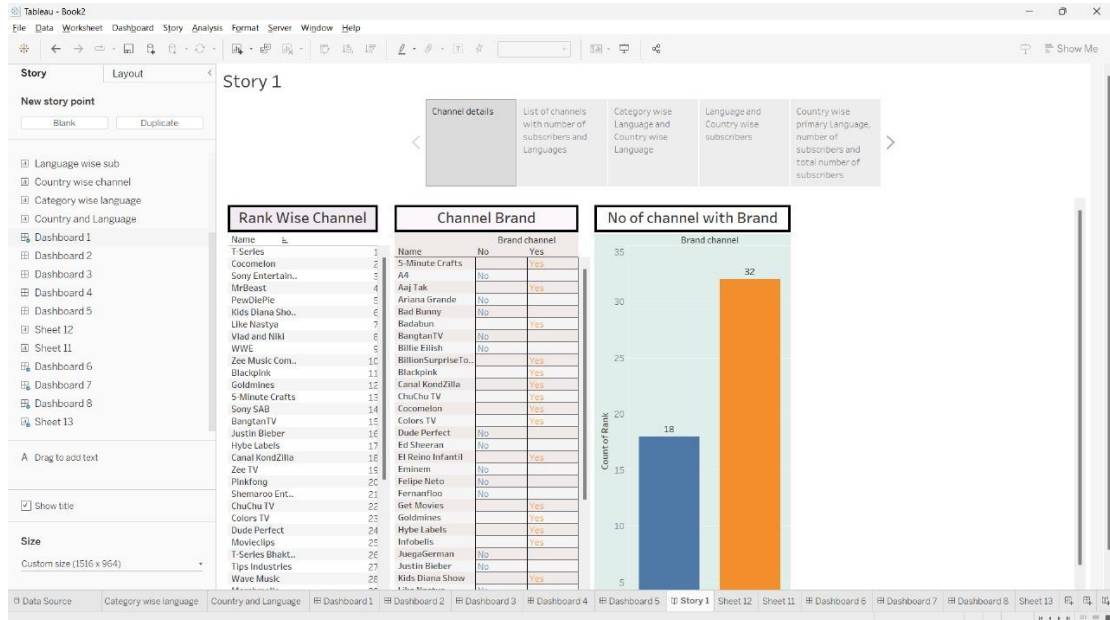 Tableau - Book2
File Data Worksheet Dashboard Story Analysis Format Server Window Help
Show Me
Story Layout
New story point
Blank Duplicate
Language wise sub
Country wise channel
Category wise language
Country and Language
Dashboard 1
Dashboard 2
Dashboard 3
Dashboard 4
Dashboard 5
Sheet 12
Sheet 11
Dashboard 6
Dashboard 7
Dashboard 8
Sheet 13
A Drag to add text
Show title
Size
Custom size (1516 x 964)
Story 1
Channel details
List of channels
with number of
subscribers and
Languages
Category wise
Language and
Country wise
Language
Language and
Country wise
subscribers
Country wise
primary Language,
number of
subscribers and
total number of
subscribers
Rank Wise Channel
Name
T-Series 1
Cocomelon 2
Sony Entertain.. 3
MrBeast 4
PewDiePie 5
Kids Diana Sho.. 6
Like Nastya 7
Vlad and Niki 8
WWE 9
Zee Music Com.. 10
Blackpink 11
Goldmines 12
5-Minute Crafts 13
Sony SAB 14
BangtanTV 15
Justin Bieber 16
Hybe Labels 17
Canal KondZilla 18
Zee TV 19
Pinkfong 20
Shemaroo Ent.. 21
ChuChu TV 22
Colors TV 23
Dude Perfect 24
Movieclips 25
T-Series Bhakt.. 26
Tips Industries 27
Wave Music 28
Channel Brand
Brand channel
Name No Yes
5-Minute Crafts Yes
A4 No
Aaj Tak Yes
Ariana Grande No
Bad Bunny No
Badabun Yes
BangtanTV No
Billie Eilish No
BillionSurpriseTo.. Yes
Blackpink Yes
Canal KondZilla Yes
ChuChu TV Yes
Cocomelon Yes
Colors TV Yes
Dude Perfect No
Ed Sheeran No
El Reino Infantil Yes
Eminem No
Felipe Neto No
Fernanfloo No
Get Movies Yes
Goldmines Yes
Hybe Labels Yes
Infobells Yes
JuegaGerman No
Justin Bieber No
Kids Diana Show Yes
No of channel with Brand
Brand channel
35
32
30
25
20
18
15
10
5
Count of Rank
Data Source Category wise language Country and Language Dashboard 1 Dashboard 2 Dashboard 3 Dashboard 4 Dashboard 5 Story 1 Sheet 12 Sheet 11 Dashboard 6 Dashboard 7 Dashboard 8 Sheet 13